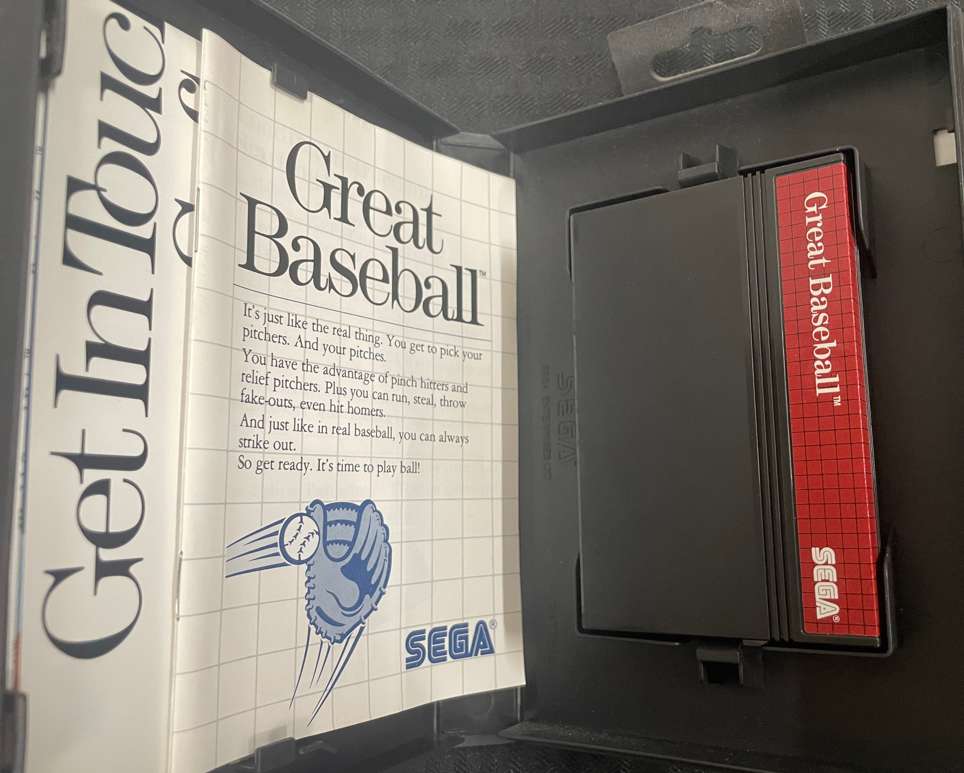 Get In Touc
Great
Baseball™
It's just like the real thing. You get to pick your
pitchers. And your pitches.
You have the advantage of pinch hitters and
relief pitchers. Plus you can run, steal, throw
fake-outs, even hit homers.
And just like in real baseball, you can always
strike out.
So get ready. It's time to play ball!
SEGA®
SEGA
Great Baseball™
SEGA®